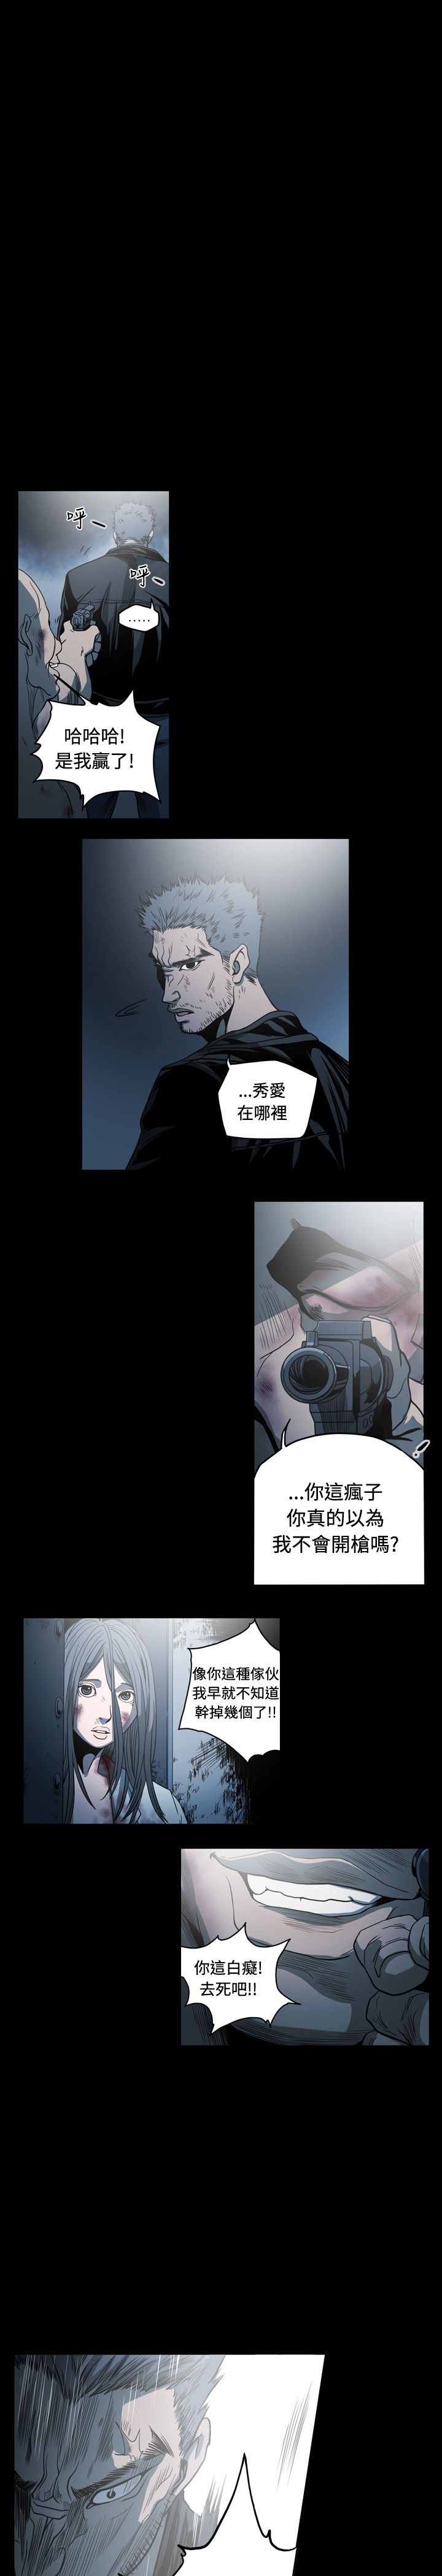 呼
呼
.....
哈哈哈!
是我贏了!
...秀愛
在哪裡
...你這瘋子
你真的以為
我不會開槍嗎?
像你這種傢伙
我早就不知道
幹掉幾個了!!
你這白癡!
去死吧!!